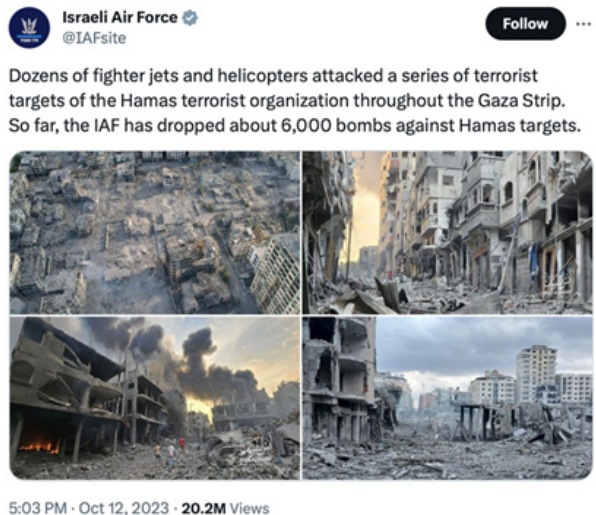 Israeli Air Force
@IAFsite
Follow
Dozens of fighter jets and helicopters attacked a series of terrorist
targets of the Hamas terrorist organization throughout the Gaza Strip.
So far, the IAF has dropped about 6,000 bombs against Hamas targets.
5:03 PM · Oct 12, 2023 · 20.2M Views